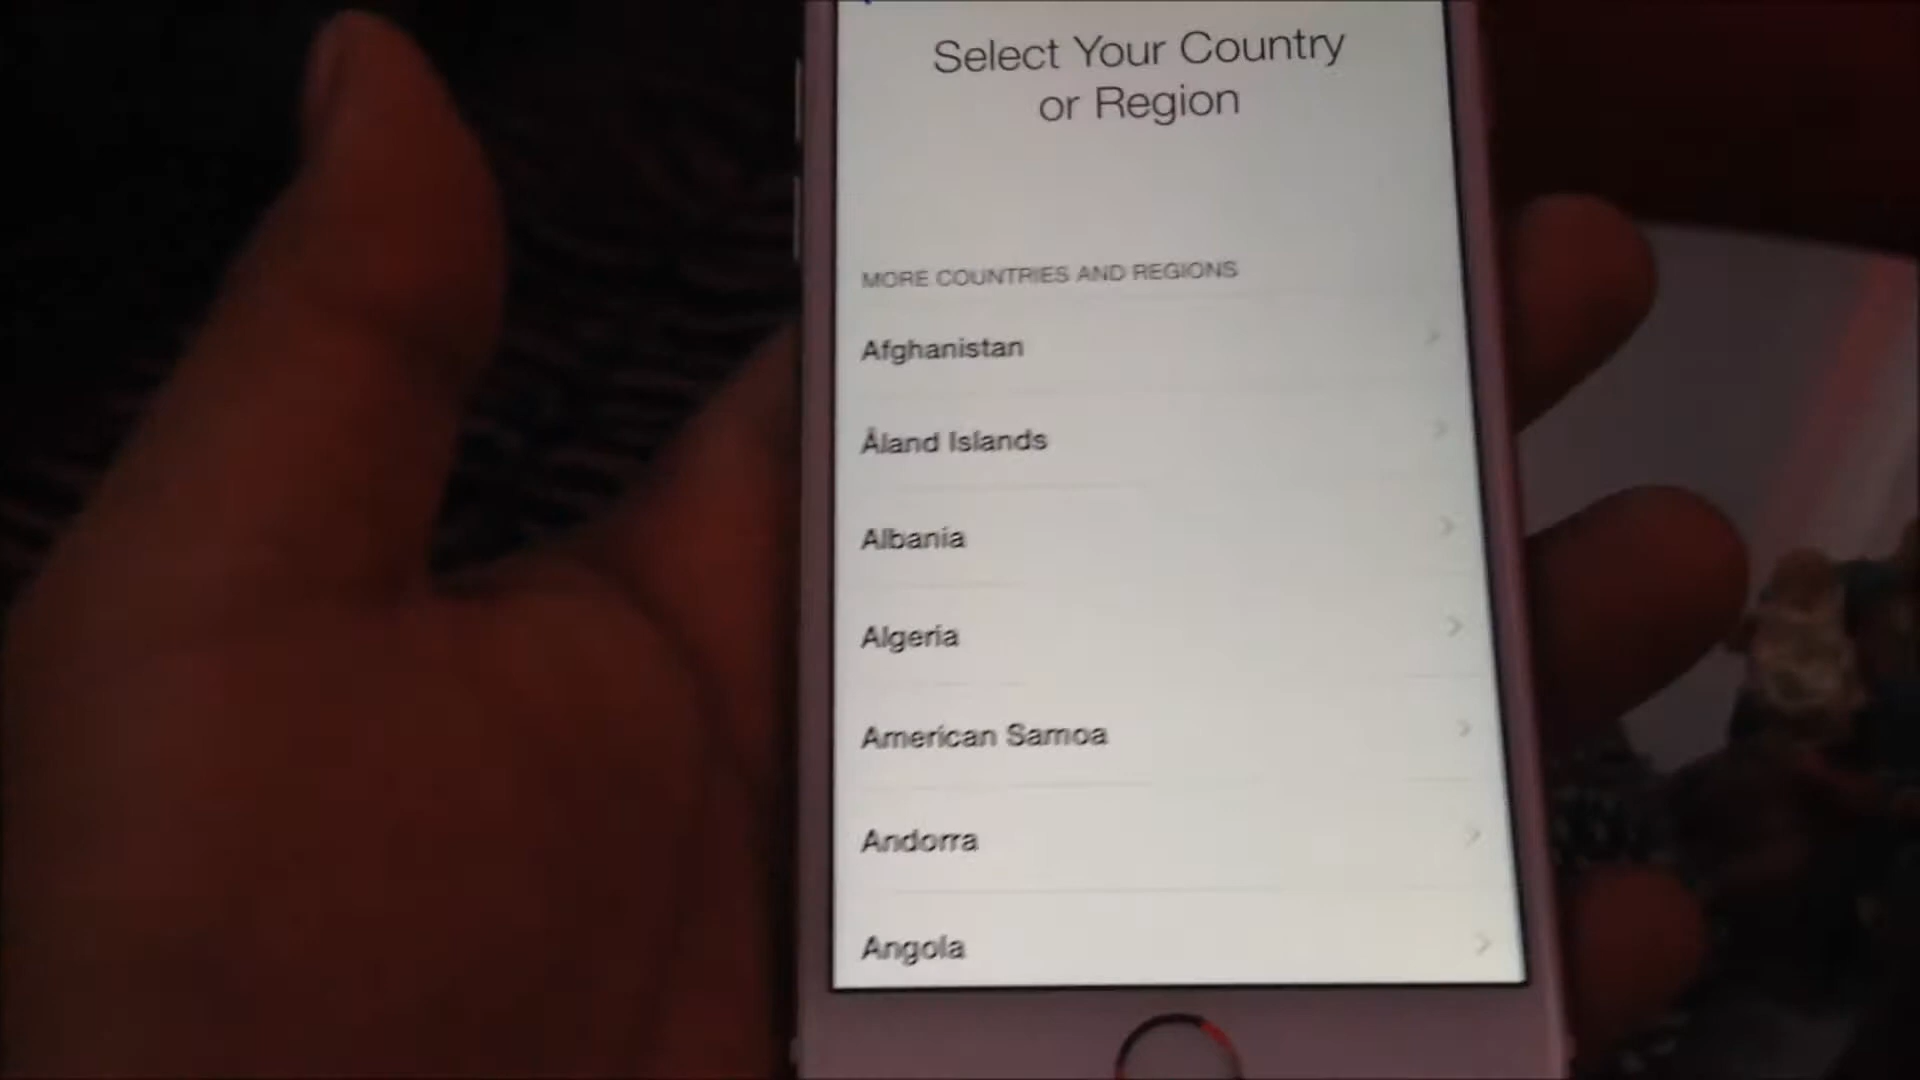 Select Your Country
or Region
MORE COUNTRIES AND REGIONS
Afghanistan
Åland Islands
Albania
Algeria
American Samoa
Andorra
Angola